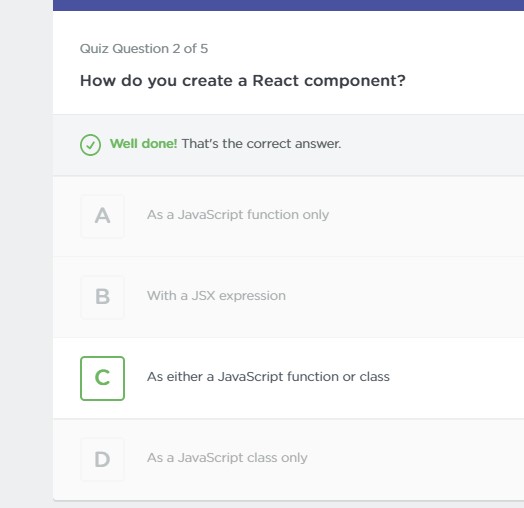 Quiz Question 2 of 5
How do you create a React component?
Well done! That's the correct answer.
A As a JavaScript function only
B With a JSX expression
C As either a JavaScript function or class
D As a JavaScript class only